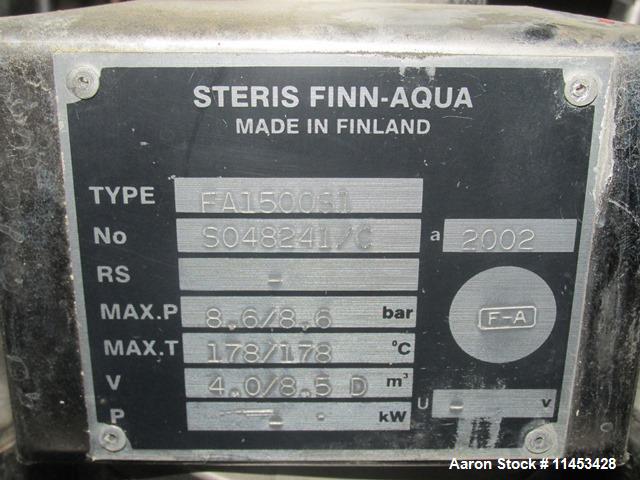 STERIS FINN-AQUA
MADE IN FINLAND
TYPE FA1500S1
No S048241/C a 2002
RS -
MAX.P 8.6/8.6 bar
F-A
MAX.T 178/178 °C
V 4.0/8.5 D m³
P - kW U - v
Aaron Stock # 11453428